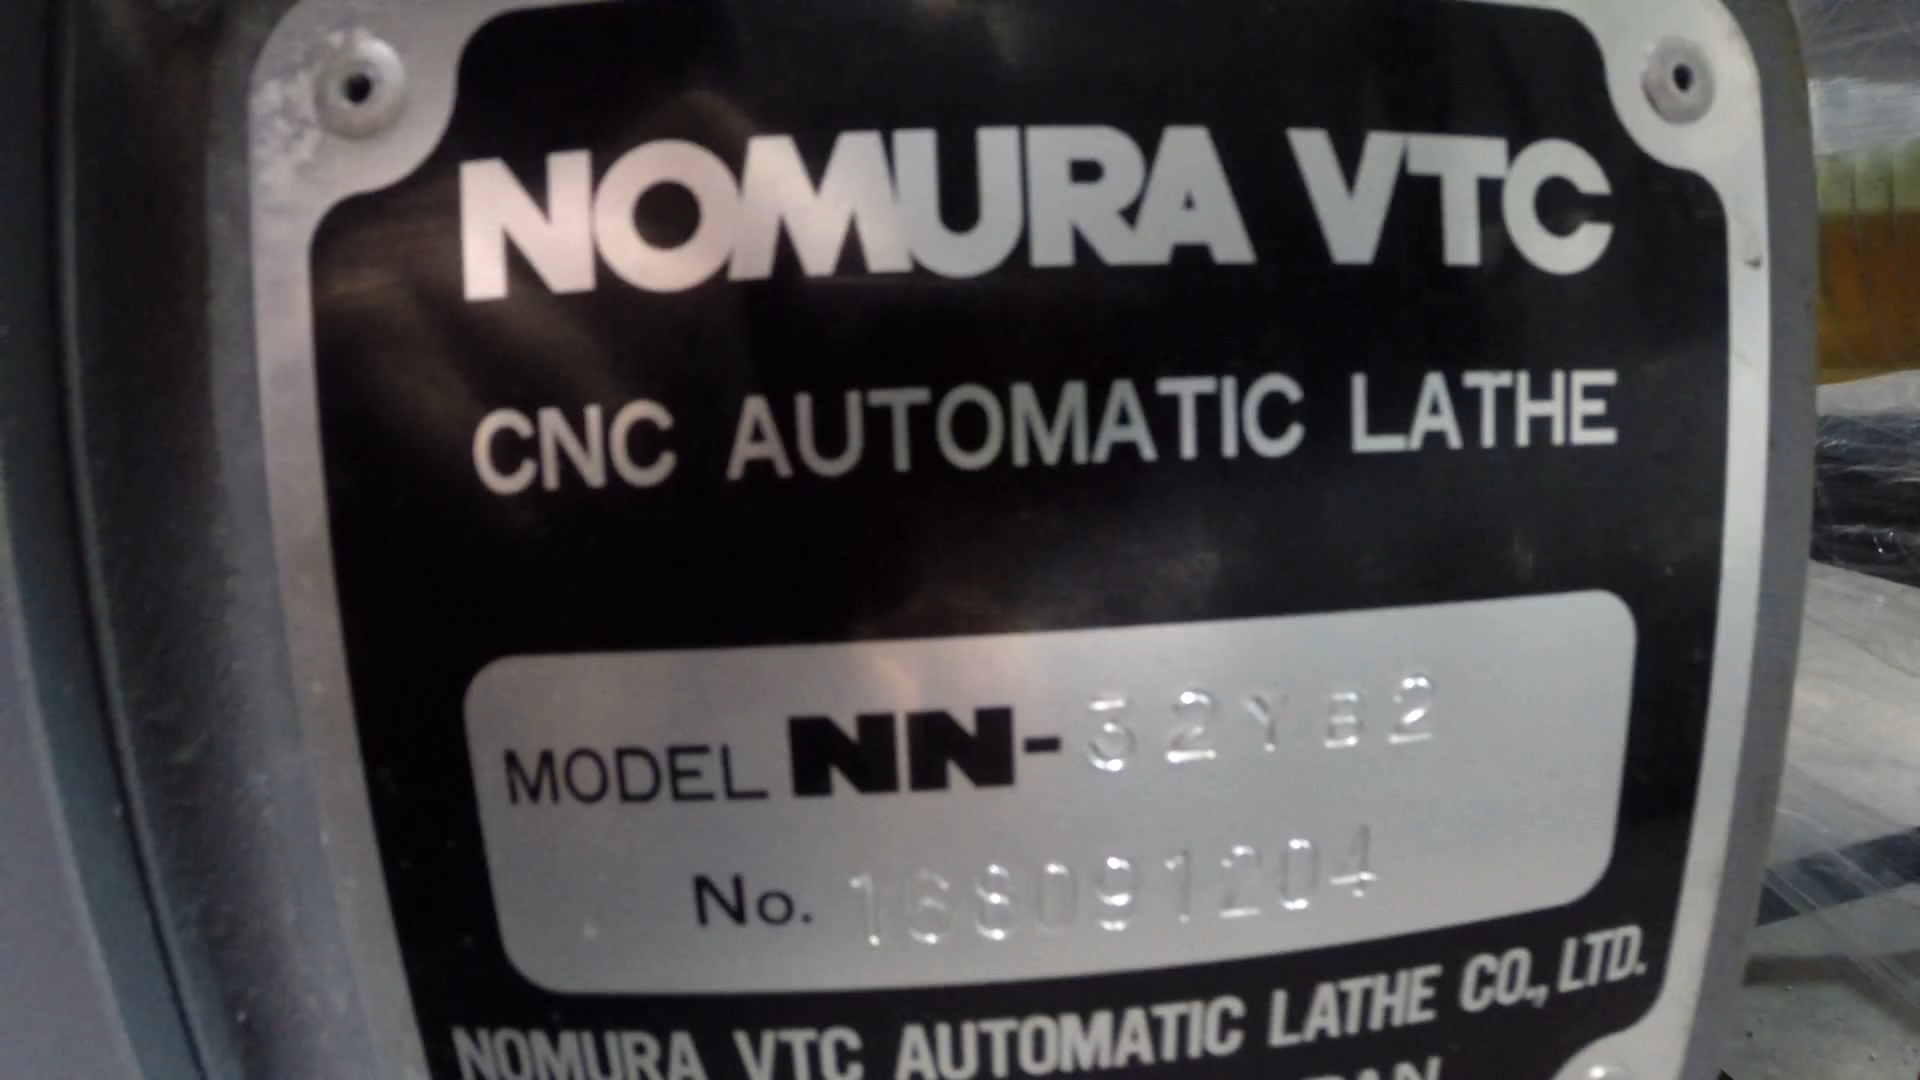 NOMURA VTC
CNC AUTOMATIC LATHE
MODEL NN-32YB2
No. 168091204
NOMURA VTC AUTOMATIC LATHE CO., LTD.